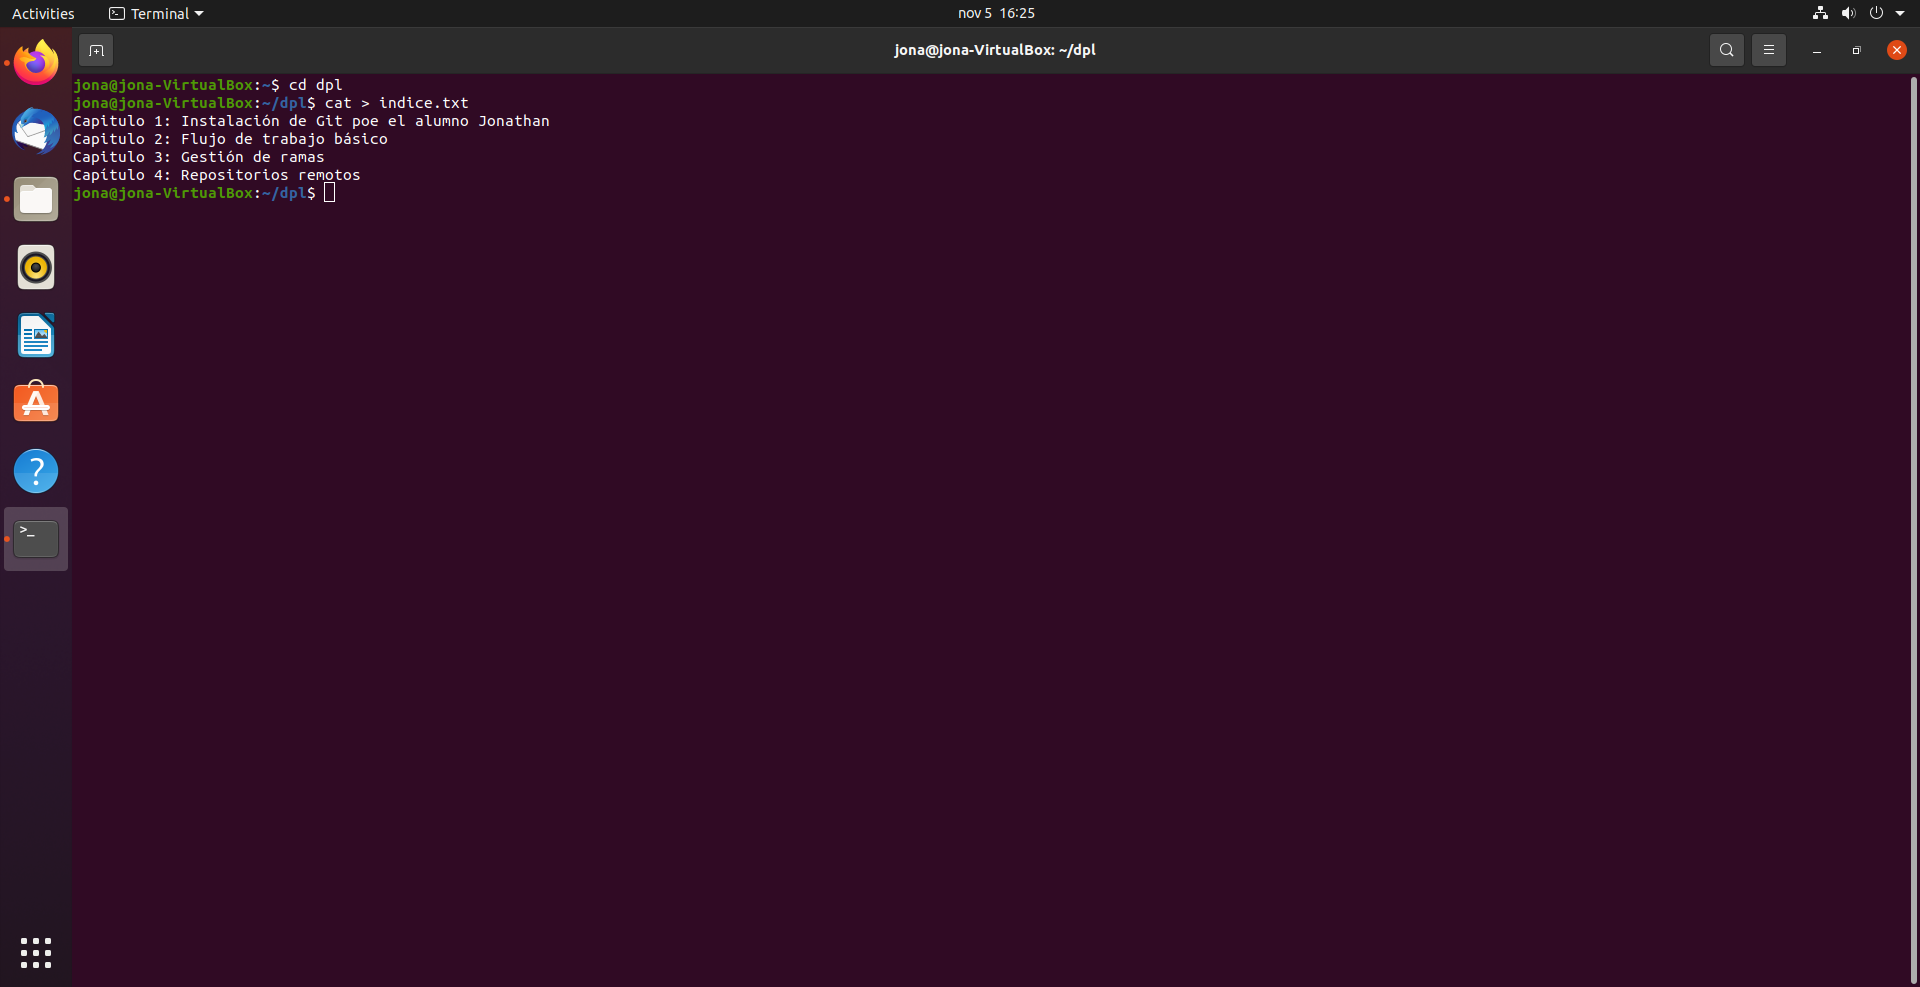 Activities
Terminal
nov 5 16:25
jona@jona-VirtualBox: ~/dpl
jona@jona-VirtualBox:~$ cd dpl
jona@jona-VirtualBox:~/dpl$ cat > indice.txt
Capitulo 1: Instalación de Git poe el alumno Jonathan
Capitulo 2: Flujo de trabajo básico
Capitulo 3: Gestión de ramas
Capítulo 4: Repositorios remotos
jona@jona-VirtualBox:~/dpl$